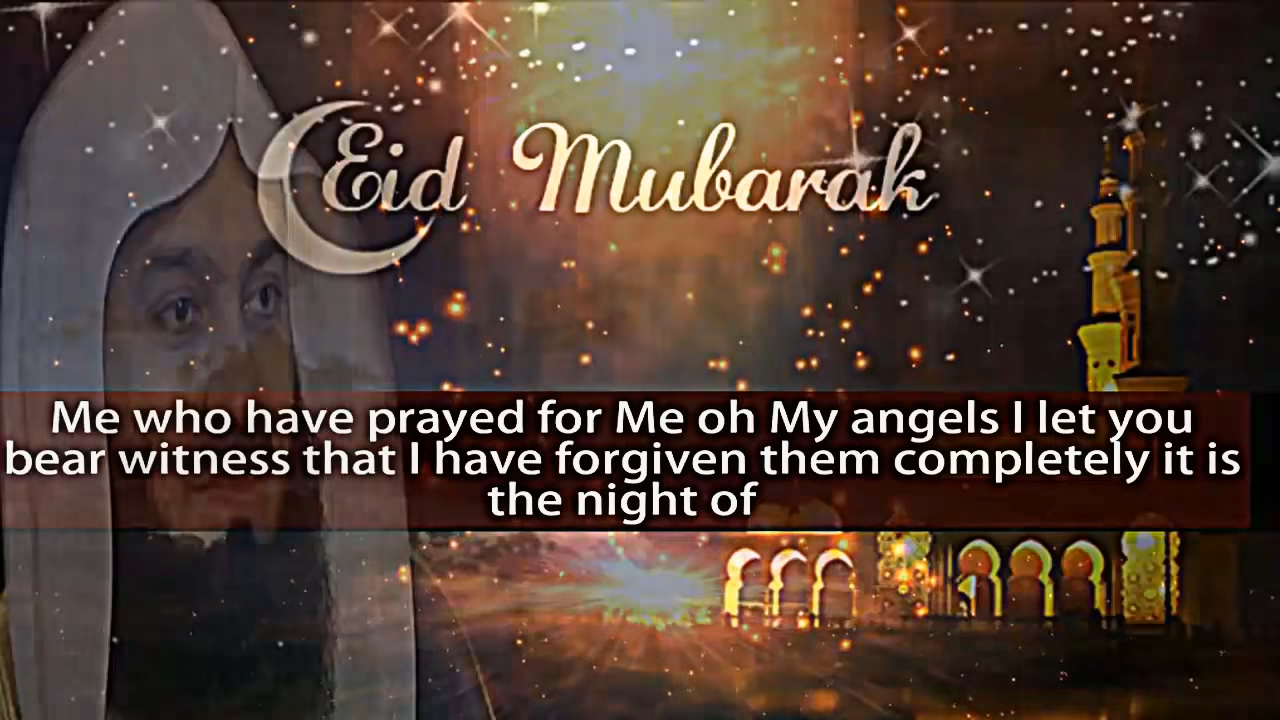 Eid Mubarak
Me who have prayed for Me oh My angels I let you
bear witness that I have forgiven them completely it is
the night of